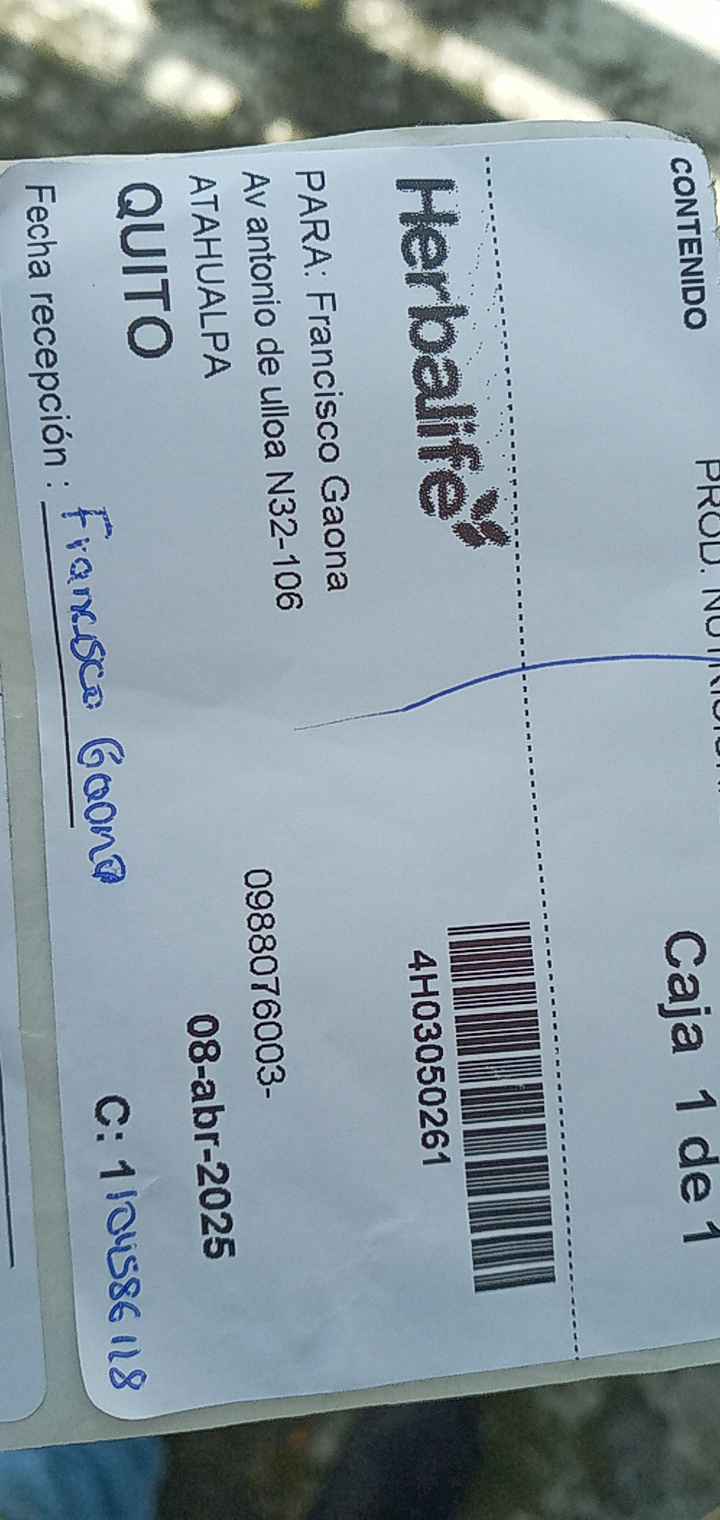 CONTENIDO
Caja 1 de 1
Herbalife
4H03050261
PARA: Francisco Gaona
Av antonio de ulloa N32-106
0988076003-
ATAHUALPA
08-abr-2025
QUITO
Fecha recepción : Francisco Gaona C: 1104586128